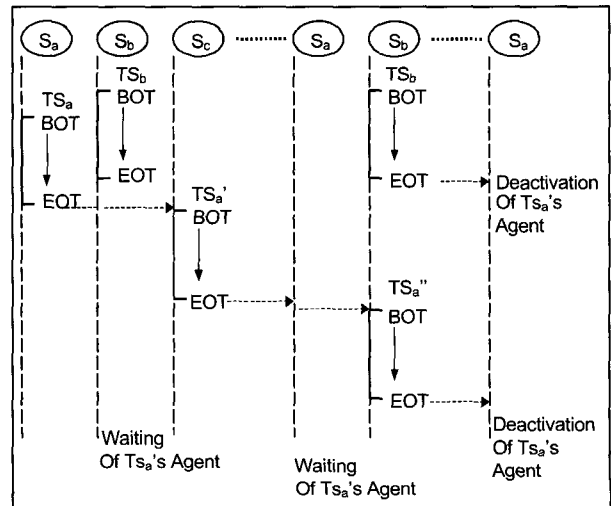 Sa Sb Sc Sa Sb Sa
TSa
BOT
EOT
TSb
BOT
EOT
TSa'
BOT
EOT
TSb
BOT
EOT
TSa''
BOT
EOT
Deactivation
Of Tsa's
Agent
Deactivation
Of Tsa's
Agent
Waiting
Of Tsa's Agent
Waiting
Of Tsa's Agent